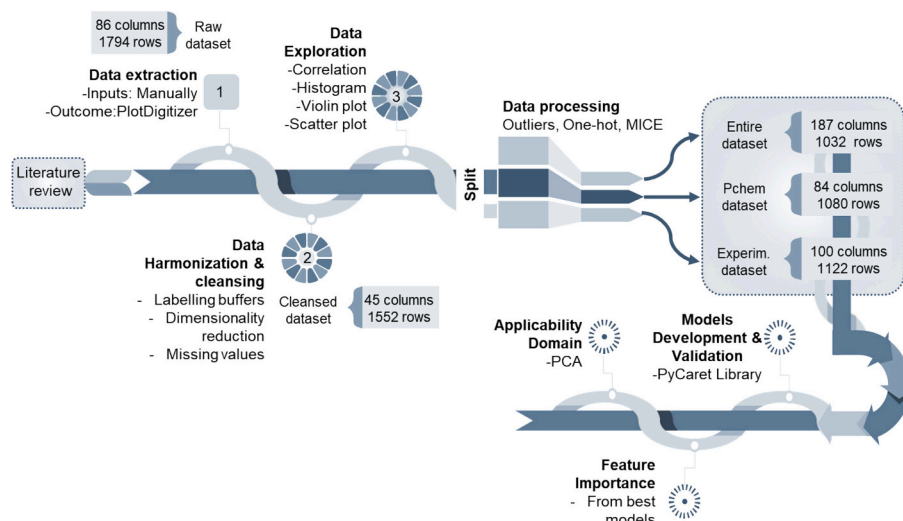 86 columns
1794 rows
Raw
dataset
Data extraction
-Inputs: Manually
-Outcome:PlotDigitizer
1
Data
Exploration
-Correlation
-Histogram
-Violin plot
-Scatter plot
3
Literature
review
Data
Harmonization &
cleansing
- Labelling buffers
- Dimensionality
reduction
- Missing values
2
Cleansed
dataset
45 columns
1552 rows
Split
Data processing
Outliers, One-hot, MICE
Entire
dataset
187 columns
1032 rows
Pchem
dataset
84 columns
1080 rows
Experim.
dataset
100 columns
1122 rows
Models
Development &
Validation
-PyCaret Library
Applicability
Domain
-PCA
Feature
Importance
- From best
models